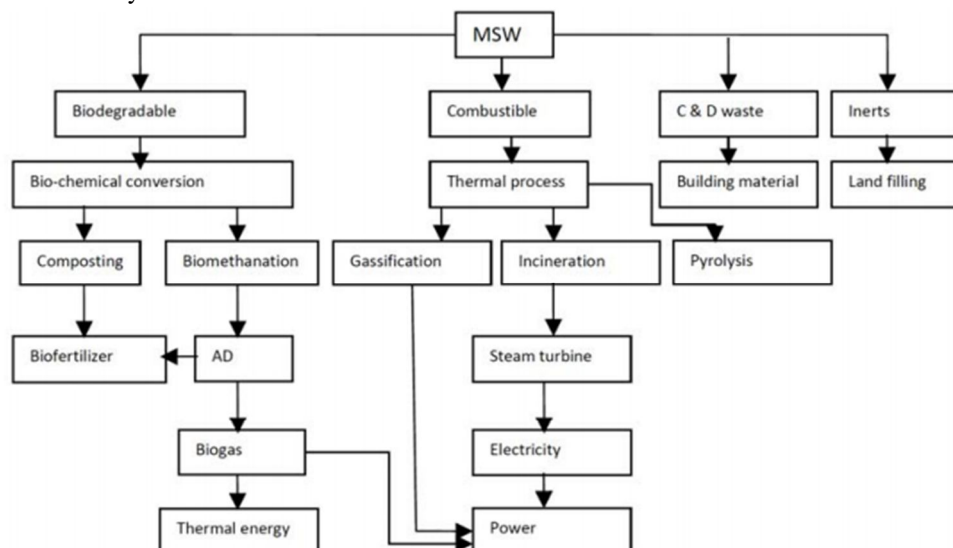 MSW
Biodegradable
Combustible
C & D waste
Inerts
Bio-chemical conversion
Thermal process
Building material
Land filling
Composting
Biomethanation
Gassification
Incineration
Pyrolysis
Biofertilizer
AD
Steam turbine
Biogas
Electricity
Thermal energy
Power